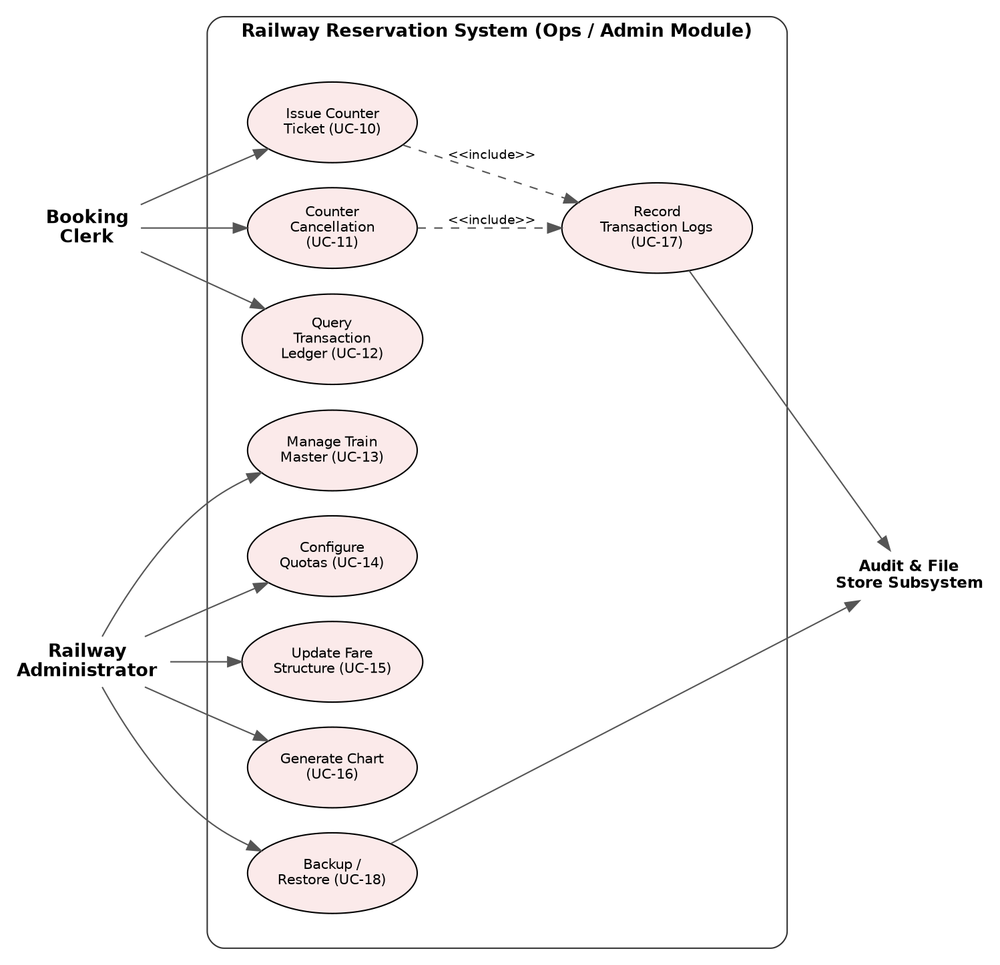 Railway Reservation System (Ops / Admin Module)
Issue Counter
Ticket (UC-10)
<<include>>
Booking
Clerk
Counter
Cancellation
(UC-11)
<<include>>
Record
Transaction Logs
(UC-17)
Query
Transaction
Ledger (UC-12)
Manage Train
Master (UC-13)
Configure
Quotas (UC-14)
Audit & File
Store Subsystem
Railway
Administrator
Update Fare
Structure (UC-15)
Generate Chart
(UC-16)
Backup /
Restore (UC-18)